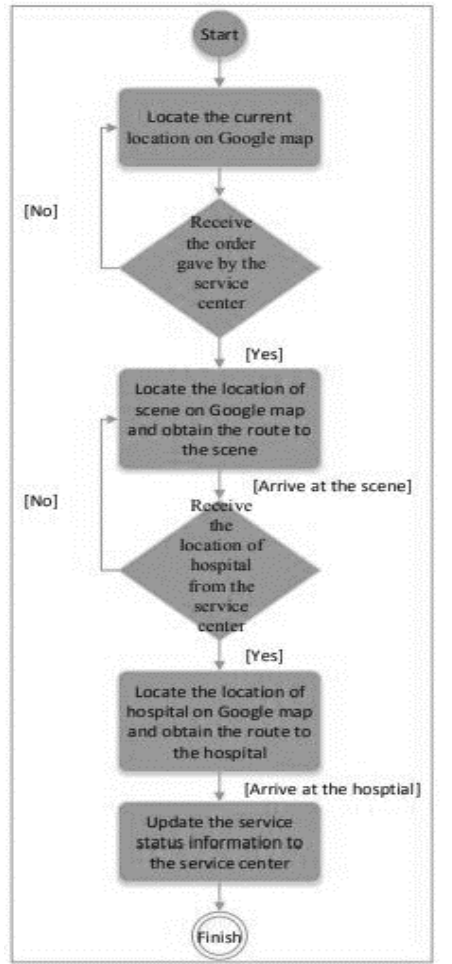 Start
Locate the current
location on Google map
[No]
Receive
the order
gave by the
service
center
[Yes]
Locate the location of
scene on Google map
and obtain the route to
the scene
[Arrive at the scene]
[No]
Receive
the
location of
hospital
from the
service
center
[Yes]
Locate the location of
hospital on Google map
and obtain the route to
the hospital
[Arrive at the hosptial]
Update the service
status information to
the service center
Finish